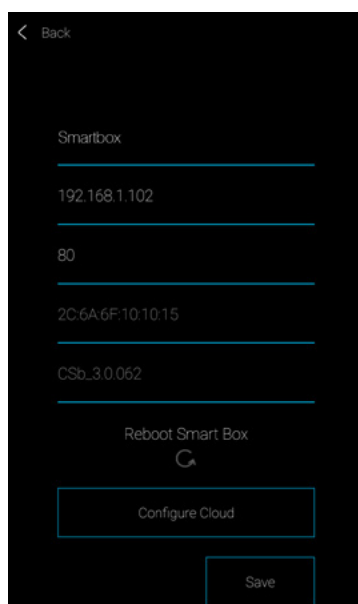 Back
Smartbox
192.168.1.102
80
2C:6A:6F:10:10:15
CSb_3.0.062
Reboot Smart Box
Configure Cloud
Save